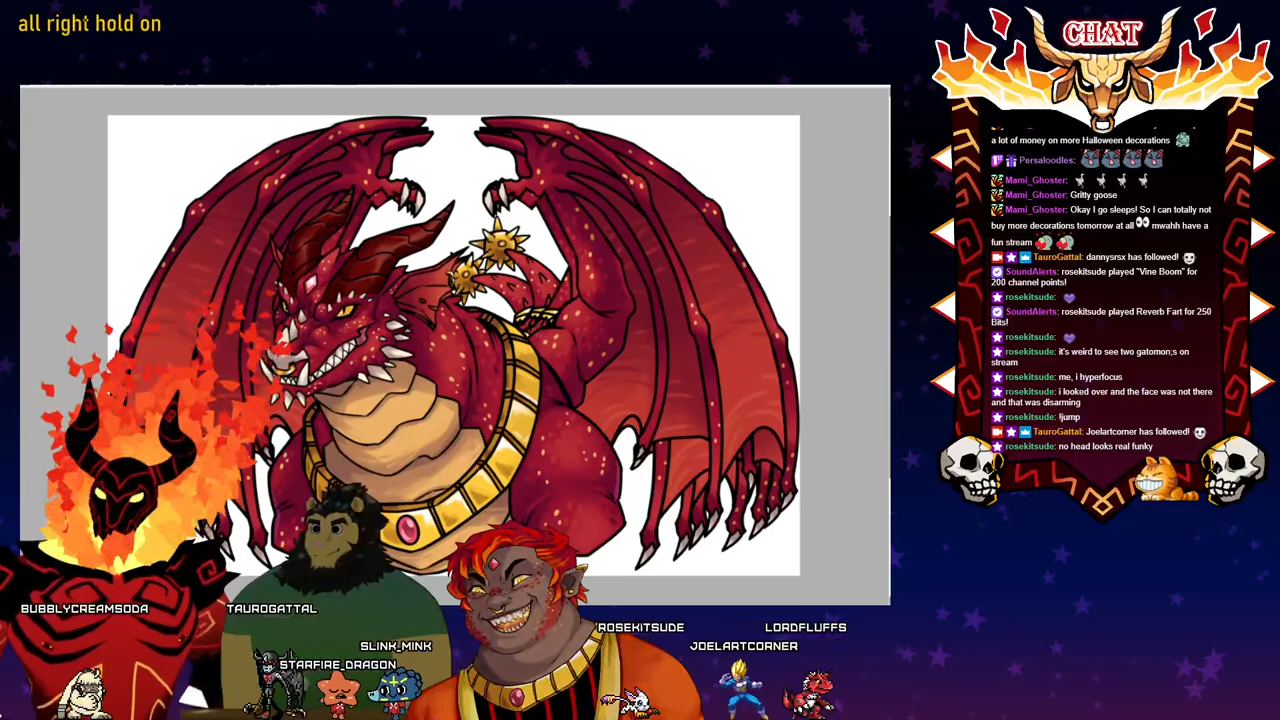 all right hold on
CHAT
a lot of money on more Halloween decorations
Persaloodles:
Mami_Ghoster:
Mami_Ghoster: Gritty goose
Mami_Ghoster: Okay I go sleeps! So I can totally not
buy more decorations tomorrow at all mwahh have a
fun stream
TauroGattal: dannysrsx has followed!
SoundAlerts: rosekitsude played "Vine Boom" for
200 channel points!
rosekitsude:
SoundAlerts: rosekitsude played Reverb Fart for 250
Bits!
rosekitsude:
rosekitsude: it's weird to see two gatomon;s on
stream
rosekitsude: me, i hyperfocus
rosekitsude: i looked over and the face was not there
and that was disarming
rosekitsude: !jump
TauroGattal: Joelartcorner has followed!
rosekitsude: no head looks real funky
BUBBLYCREAMSODA
TAUROGATTAL
SLINK_MINK
STARFIRE_DRAGON
ROSEKITSUDE
LORDFLUFFS
JOELARTCORNER